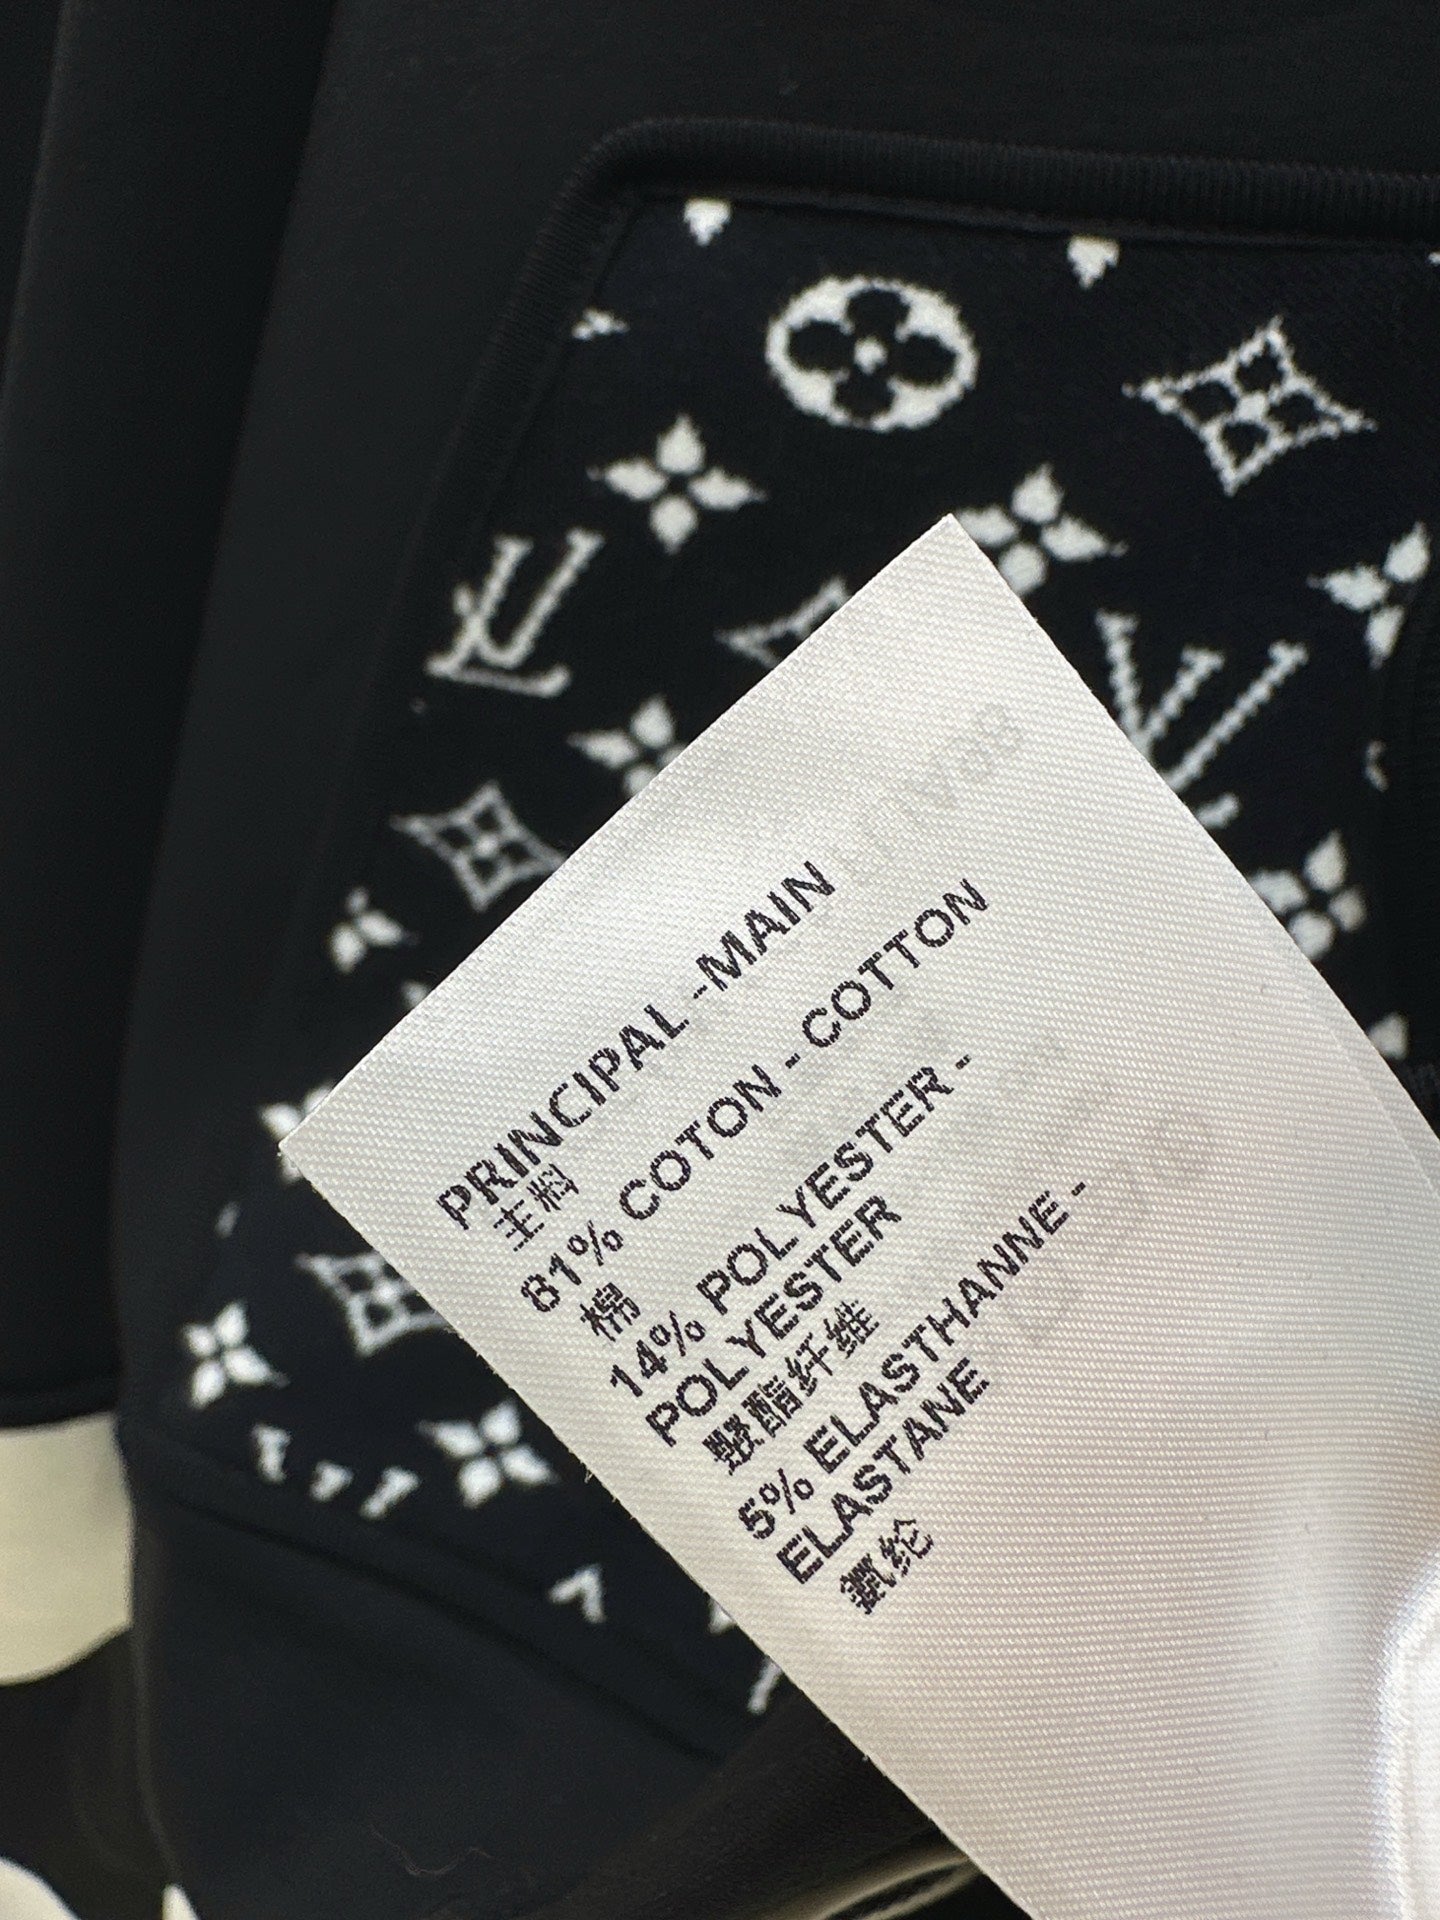 PRINCIPAL -MAIN
主料
81% COTON - COTTON
棉
14% POLYESTER -
POLYESTER
聚酯纤维
5% ELASTHANNE -
ELASTANE
氨纶